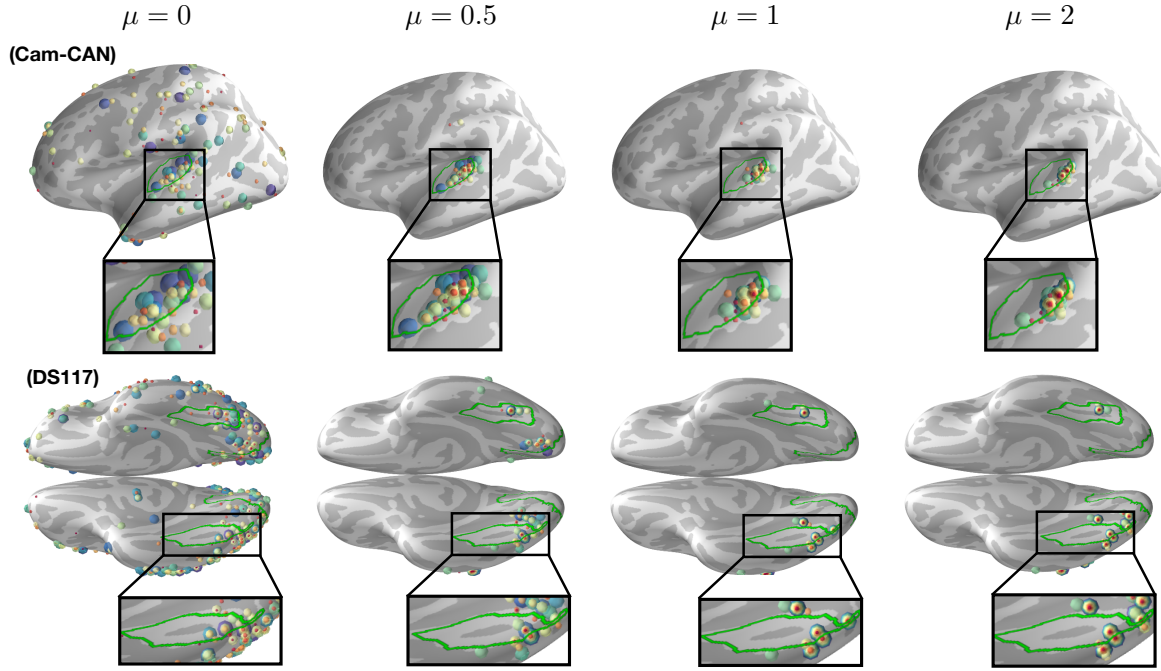 μ = 0 μ = 0.5 μ = 1 μ = 2
(Cam-CAN)
(DS117)